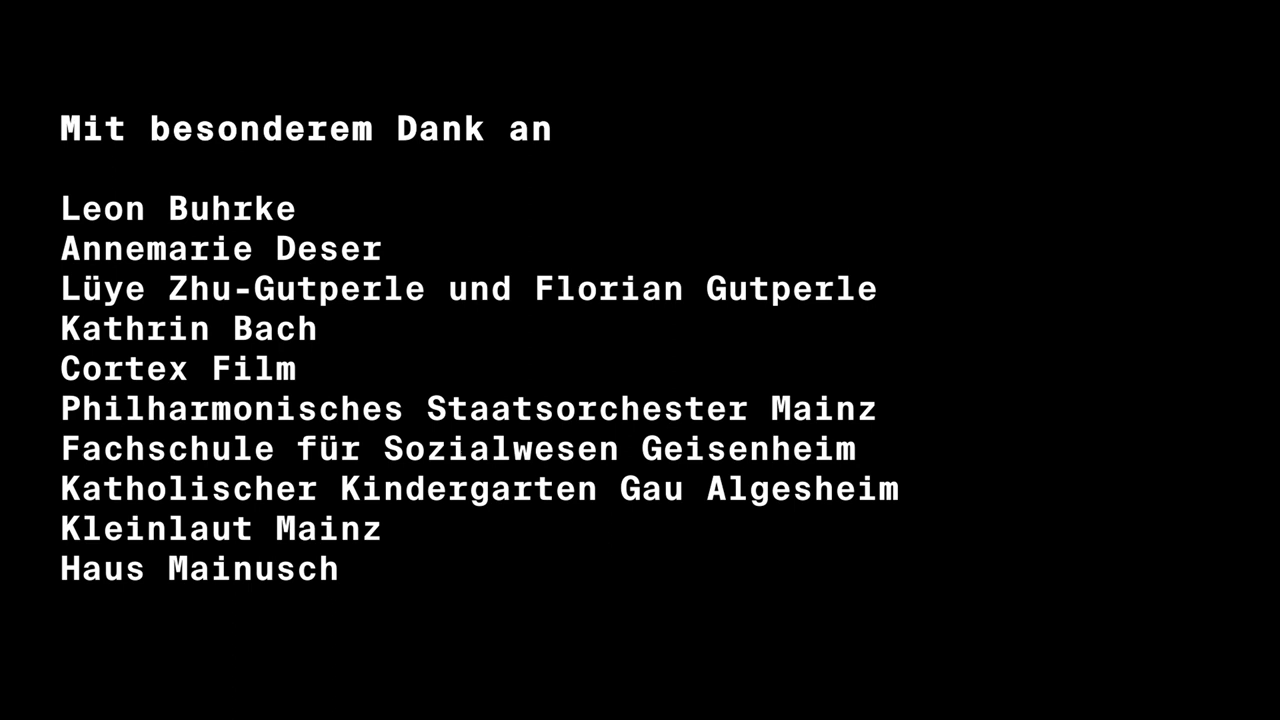 Mit besonderem Dank an
Leon Buhrke
Annemarie Deser
Lüye Zhu-Gutperle und Florian Gutperle
Kathrin Bach
Cortex Film
Philharmonisches Staatsorchester Mainz
Fachschule für Sozialwesen Geisenheim
Katholischer Kindergarten Gau Algesheim
Kleinlaut Mainz
Haus Mainusch